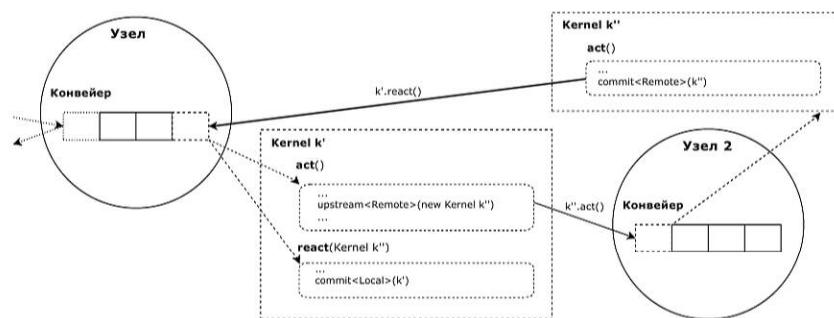 Узел
Конвейер
Kernel k''
act()
...
commit<Remote>(k'')
k'.react()
Kernel k'
act()
...
upstream<Remote>(new Kernel k'')
...
react(Kernel k'')
...
commit<Local>(k')
k''.act()
Узел 2
Конвейер